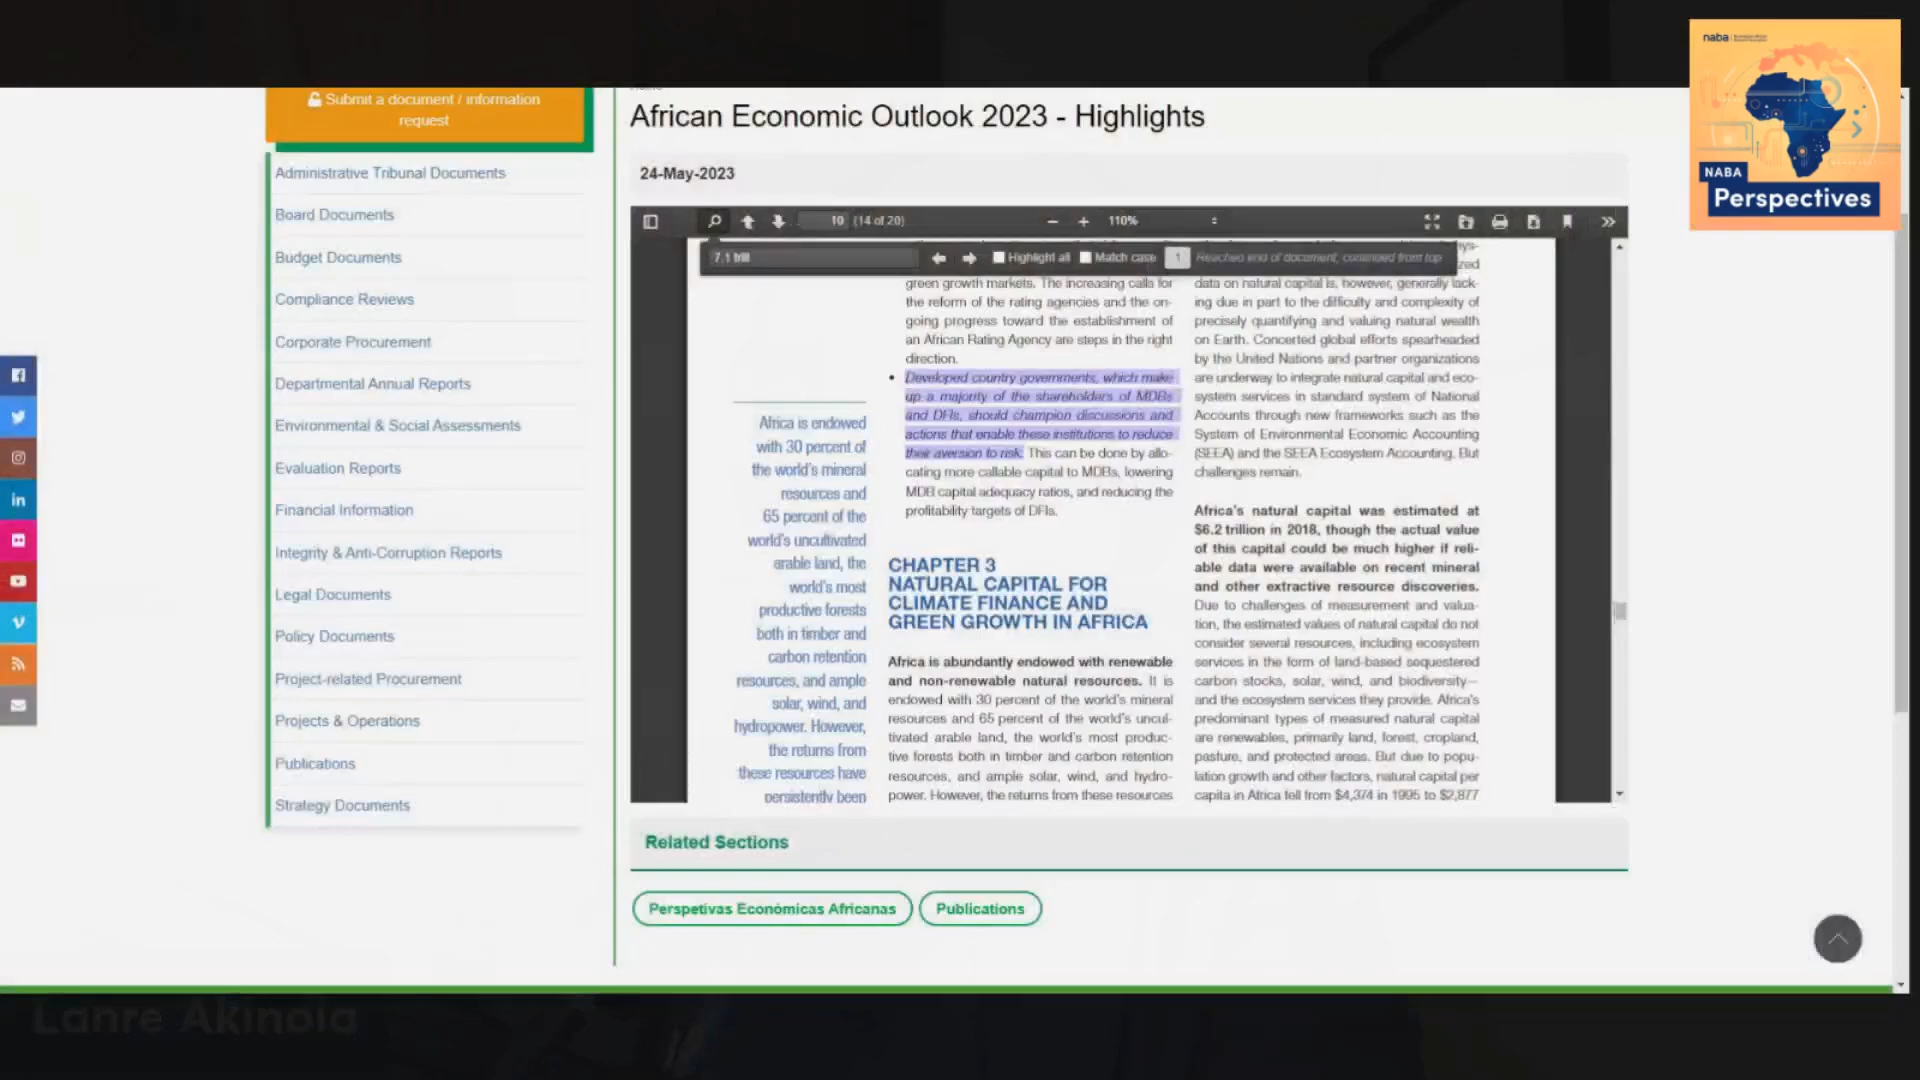 naba
NABA
Perspectives
Submit a document / information
request
Administrative Tribunal Documents
Board Documents
Budget Documents
Compliance Reviews
Corporate Procurement
Departmental Annual Reports
Environmental & Social Assessments
Evaluation Reports
Financial Information
Integrity & Anti-Corruption Reports
Legal Documents
Policy Documents
Project-related Procurement
Projects & Operations
Publications
Strategy Documents
African Economic Outlook 2023 - Highlights
24-May-2023
10 (14 of 20)
110%
7.1 trill
Highlight all
Match case
1
Reached end of document, continued from top
Africa is endowed
with 30 percent of
the world's mineral
resources and
65 percent of the
world's uncultivated
arable land, the
world's most
productive forests
both in timber and
carbon retention
resources, and ample
solar, wind, and
hydropower. However,
the returns from
these resources have
persistently been
green growth markets. The increasing calls for
the reform of the rating agencies and the on-
going progress toward the establishment of
an African Rating Agency are steps in the right
direction.
• Developed country governments, which make
up a majority of the shareholders of MDBs
and DFIs, should champion discussions and
actions that enable these institutions to reduce
their aversion to risk. This can be done by allo-
cating more callable capital to MDBs, lowering
MDB capital adequacy ratios, and reducing the
profitability targets of DFIs.
CHAPTER 3
NATURAL CAPITAL FOR
CLIMATE FINANCE AND
GREEN GROWTH IN AFRICA
Africa is abundantly endowed with renewable
and non-renewable natural resources. It is
endowed with 30 percent of the world's mineral
resources and 65 percent of the world's uncul-
tivated arable land, the world's most produc-
tive forests both in timber and carbon retention
resources, and ample solar, wind, and hydro-
power. However, the returns from these resources
data on natural capital is, however, generally lack-
ing due in part to the difficulty and complexity of
precisely quantifying and valuing natural wealth
on Earth. Concerted global efforts spearheaded
by the United Nations and partner organizations
are underway to integrate natural capital and eco-
system services in standard system of National
Accounts through new frameworks such as the
System of Environmental Economic Accounting
(SEEA) and the SEEA Ecosystem Accounting. But
challenges remain.
Africa's natural capital was estimated at
$6.2 trillion in 2018, though the actual value
of this capital could be much higher if reli-
able data were available on recent mineral
and other extractive resource discoveries.
Due to challenges of measurement and valua-
tion, the estimated values of natural capital do not
consider several resources, including ecosystem
services in the form of land-based sequestered
carbon stocks, solar, wind, and biodiversity—
and the ecosystem services they provide. Africa's
predominant types of measured natural capital
are renewables, primarily land, forest, cropland,
pasture, and protected areas. But due to popu-
lation growth and other factors, natural capital per
capita in Africa fell from $4,374 in 1995 to $2,877
Related Sections
Perspetivas Económicas Africanas
Publications
Lanre Akinola